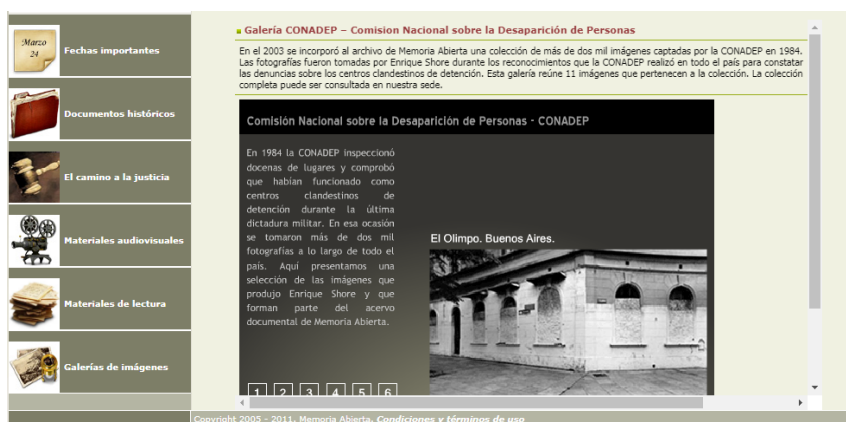 Marzo
24
Fechas importantes
Documentos históricos
El camino a la justicia
Materiales audiovisuales
Materiales de lectura
Galerías de imágenes
Galería CONADEP – Comision Nacional sobre la Desaparición de Personas
En el 2003 se incorporó al archivo de Memoria Abierta una colección de más de dos mil imágenes captadas por la CONADEP en 1984.
Las fotografías fueron tomadas por Enrique Shore durante los reconocimientos que la CONADEP realizó en todo el país para constatar
las denuncias sobre los centros clandestinos de detención. Esta galería reúne 11 imágenes que pertenecen a la colección. La colección
completa puede ser consultada en nuestra sede.
Comisión Nacional sobre la Desaparición de Personas - CONADEP
En 1984 la CONADEP inspeccionó
docenas de lugares y comprobó
que habían funcionado como
centros clandestinos de
detención durante la última
dictadura militar. En esa ocasión
se tomaron más de dos mil
fotografías a lo largo de todo el
país. Aquí presentamos una
selección de las imágenes que
produjo Enrique Shore y que
forman parte del acervo
documental de Memoria Abierta.
El Olimpo. Buenos Aires.
1 2 3 4 5 6
Copyright 2005 - 2011. Memoria Abierta. Condiciones y términos de uso